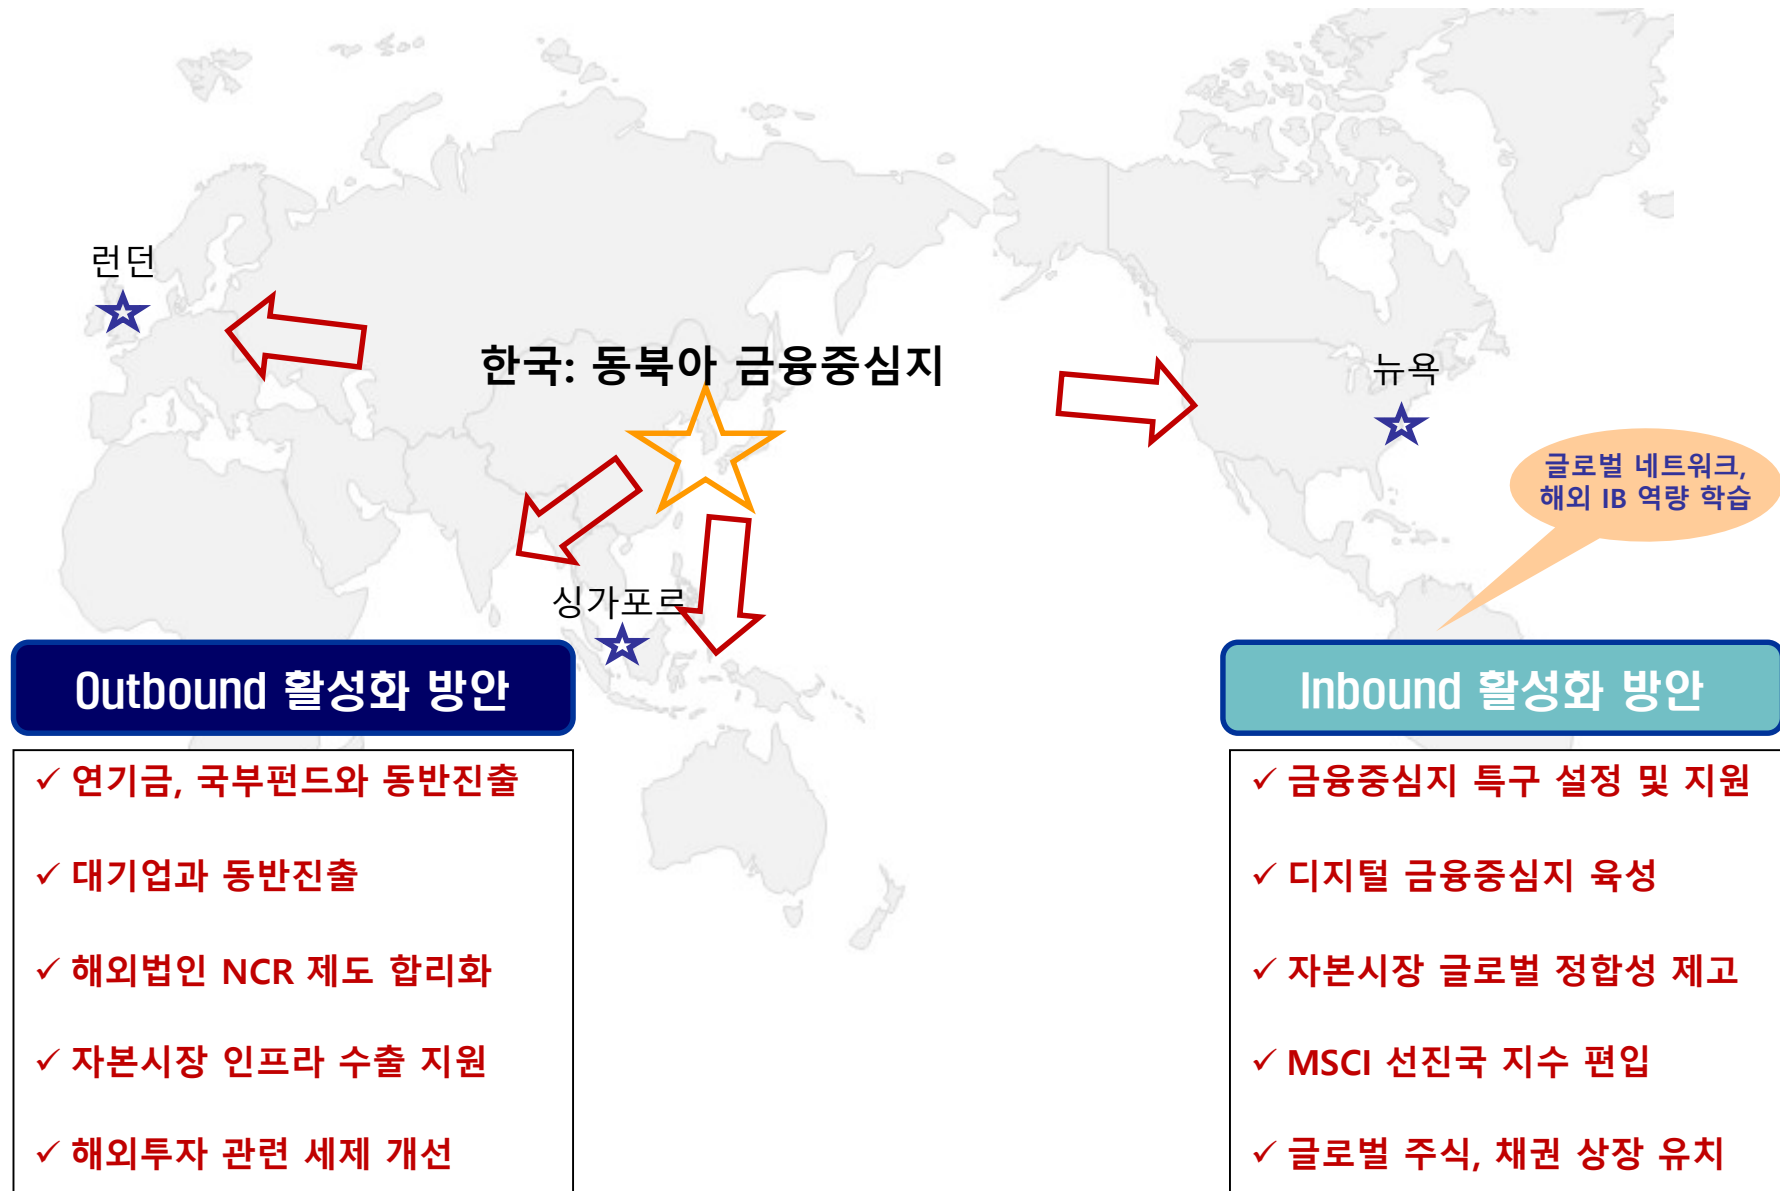 런던
한국: 동북아 금융중심지
뉴욕
글로벌 네트워크,
해외 IB 역량 학습
싱가포르
Outbound 활성화 방안
✓ 연기금, 국부펀드와 동반진출
✓ 대기업과 동반진출
✓ 해외법인 NCR 제도 합리화
✓ 자본시장 인프라 수출 지원
✓ 해외투자 관련 세제 개선
Inbound 활성화 방안
✓ 금융중심지 특구 설정 및 지원
✓ 디지털 금융중심지 육성
✓ 자본시장 글로벌 정합성 제고
✓ MSCI 선진국 지수 편입
✓ 글로벌 주식, 채권 상장 유치